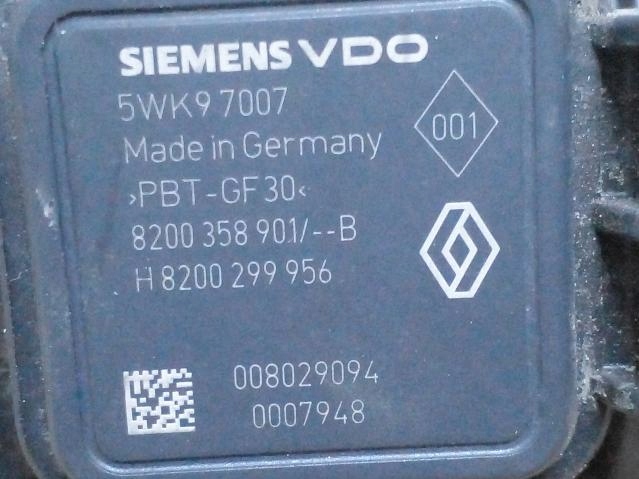 SIEMENS VDO
5WK9 7007
001
Made in Germany
>PBT-GF30<
8200 358 901/--B
H 8200 299 956
008029094
0007948